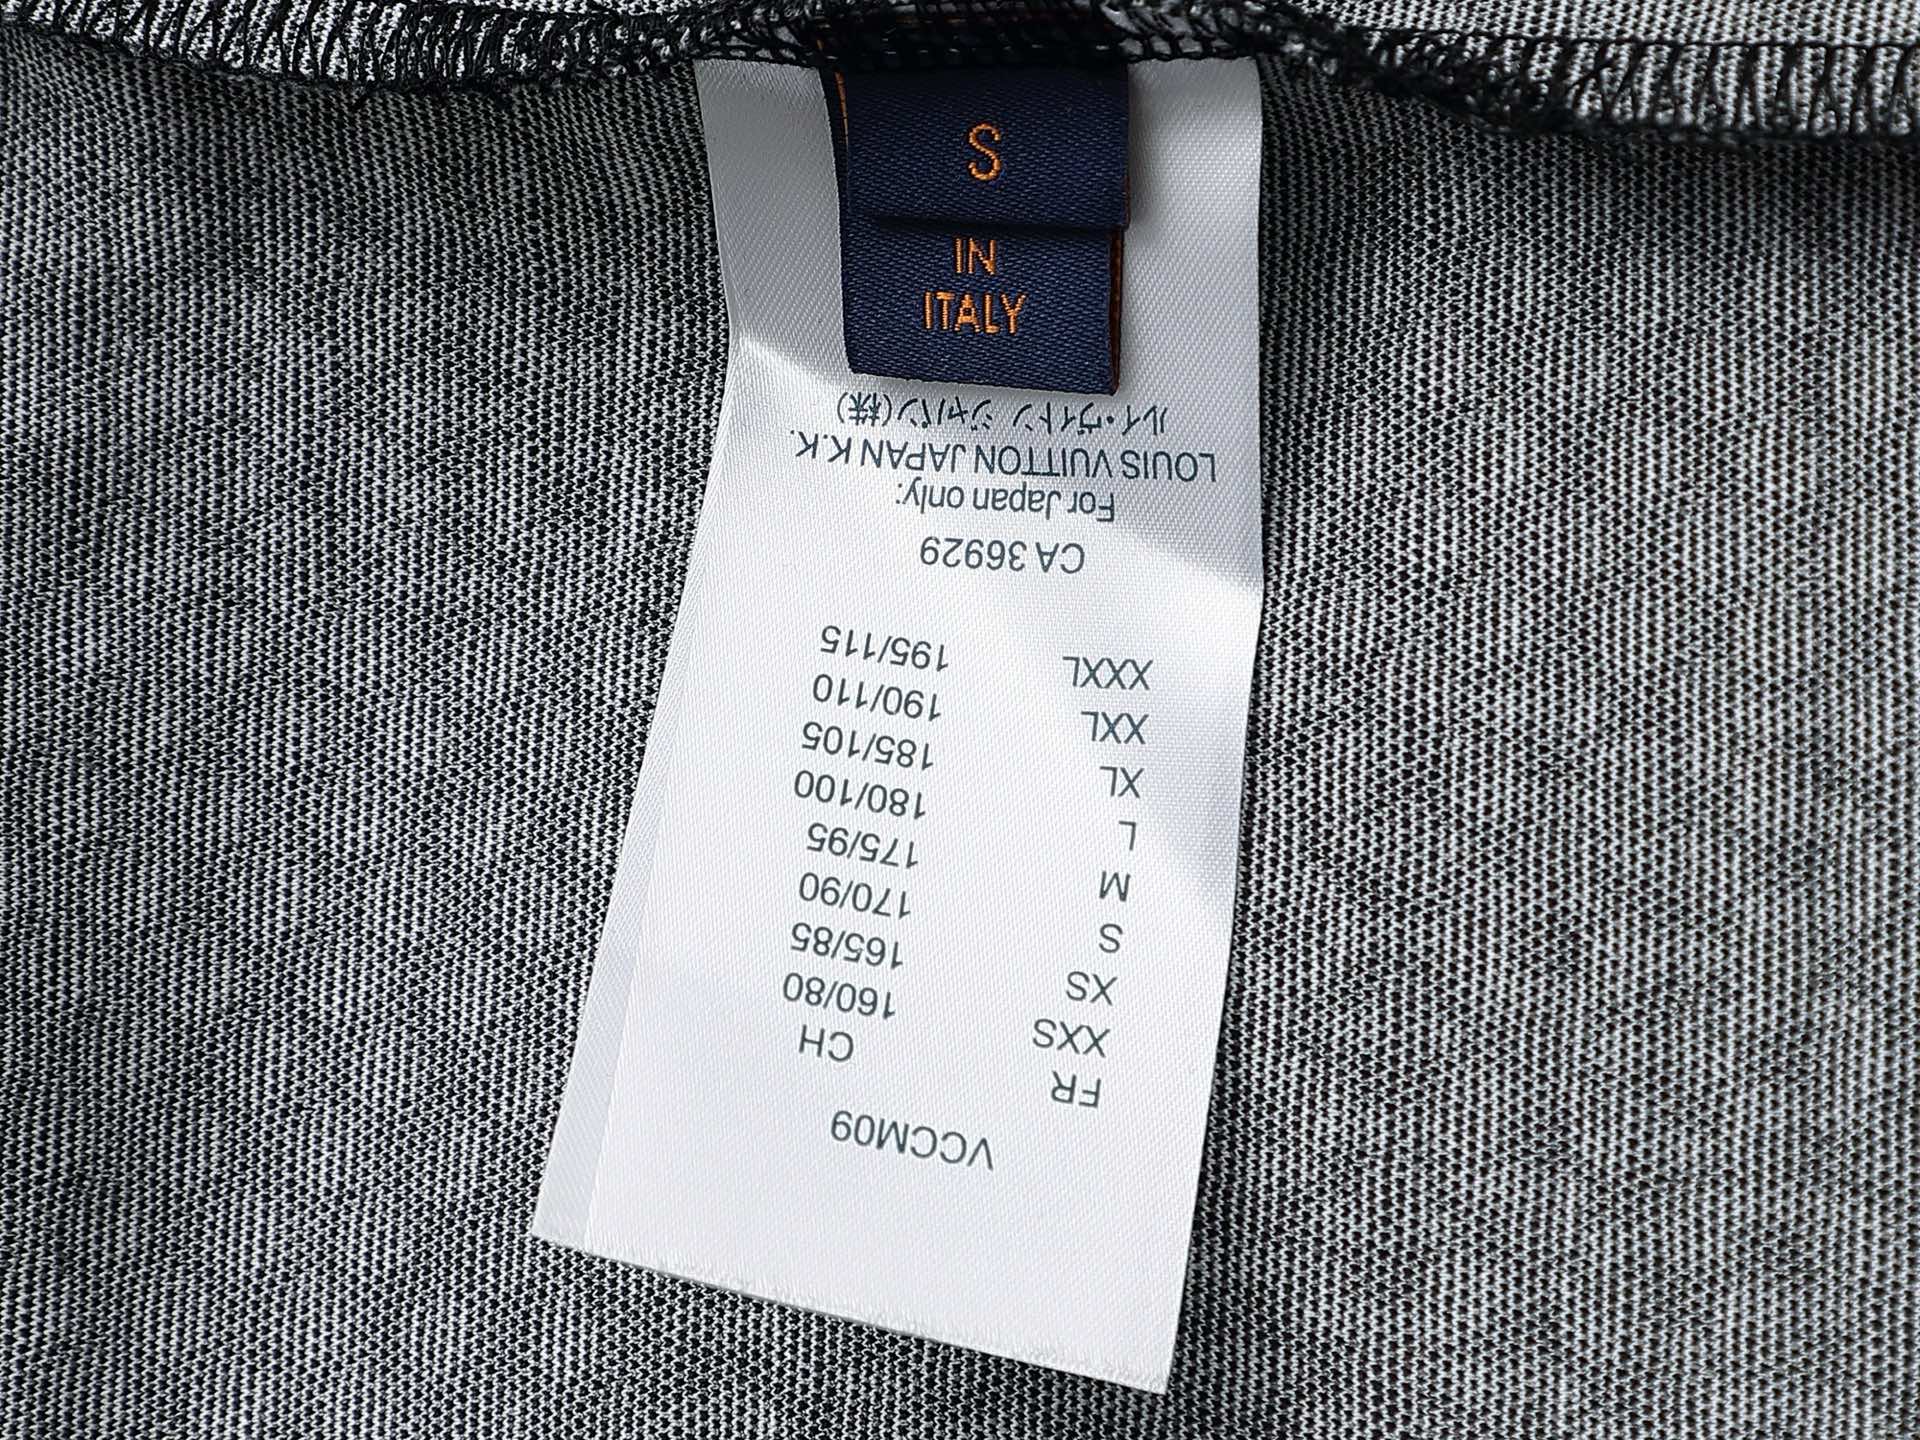 S
IN
ITALY
VCCM09
FR CH
XXS 160/80
XS 165/85
S 170/90
M 175/95
L 180/100
XL 185/105
XXL 190/110
XXXL 195/115
CA 36929
For Japan only:
LOUIS VUITTON JAPAN K.K.
ルイ・ヴィトン ジャパン(株)